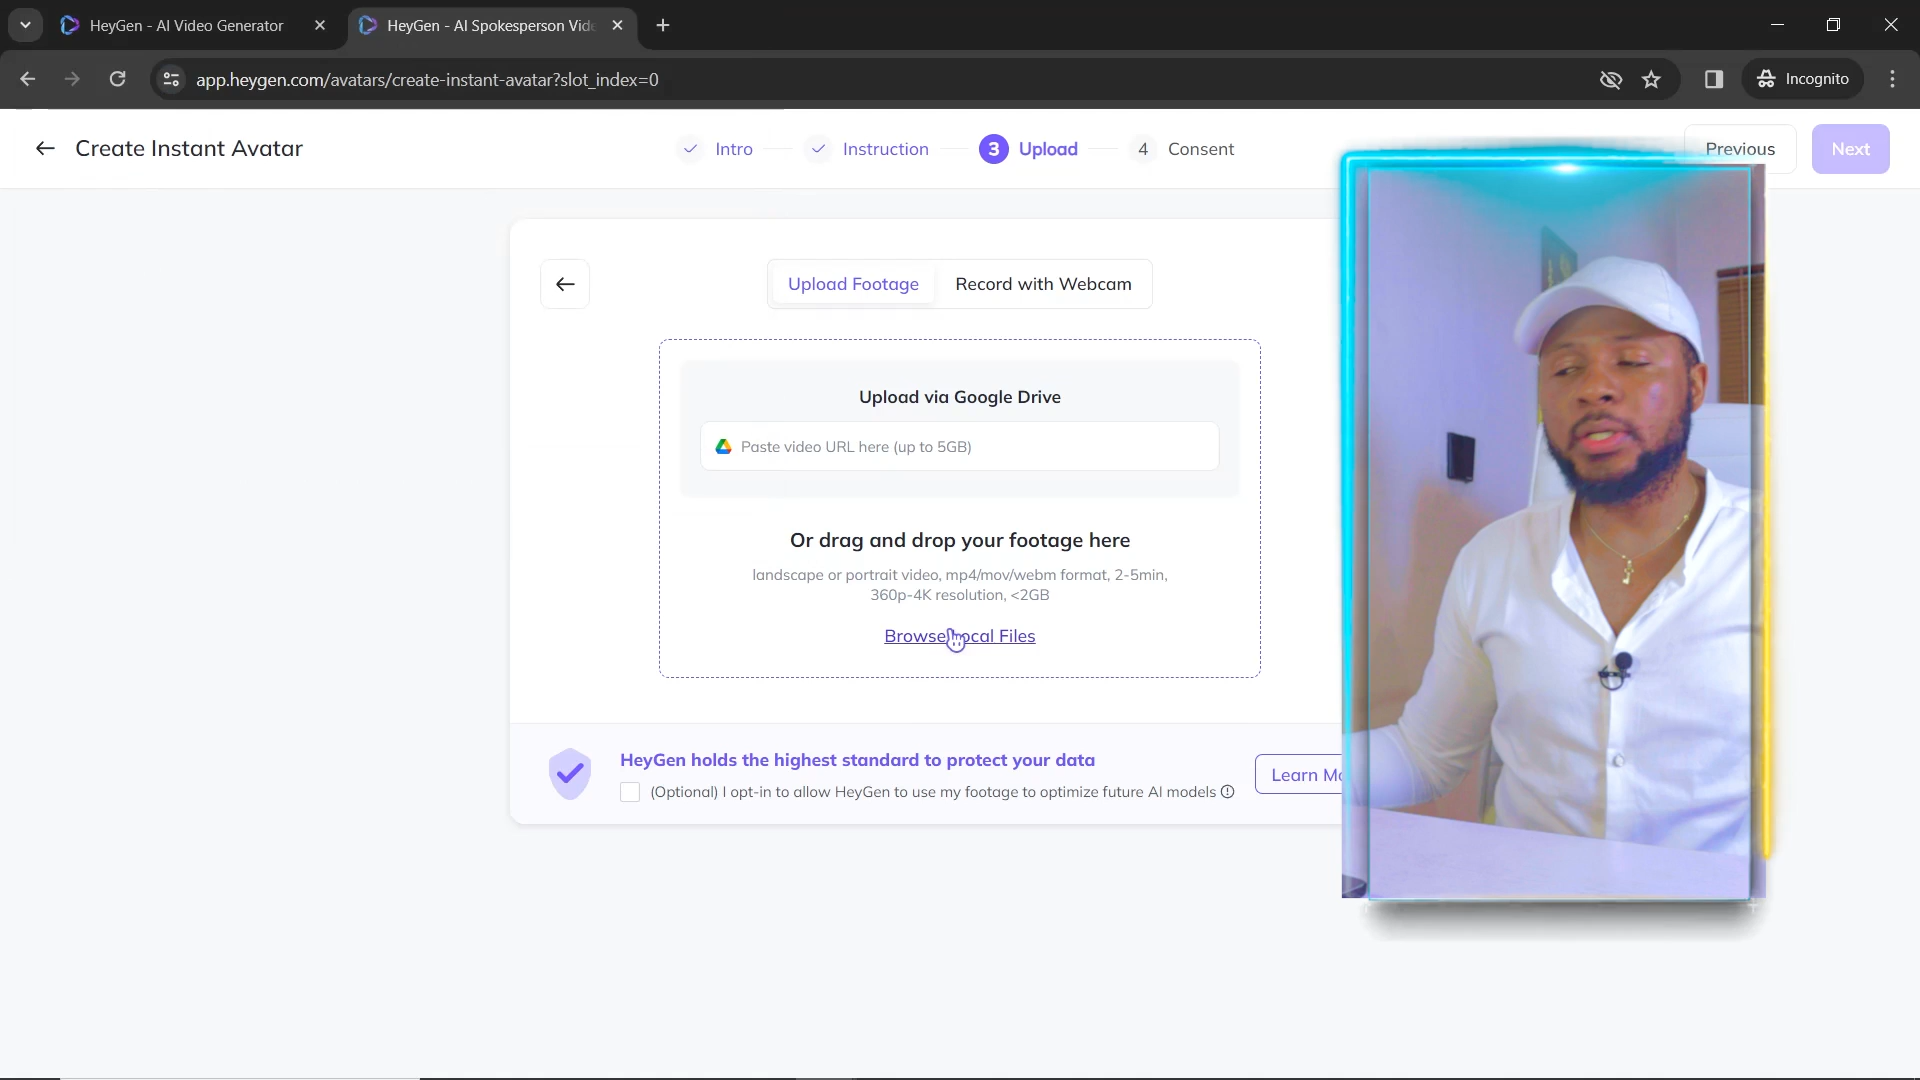 HeyGen - AI Video Generator
HeyGen - AI Spokesperson Vid
app.heygen.com/avatars/create-instant-avatar?slot_index=0
Incognito
Create Instant Avatar
Intro
Instruction
3 Upload
4 Consent
Previous
Next
Upload Footage
Record with Webcam
Upload via Google Drive
Paste video URL here (up to 5GB)
Or drag and drop your footage here
landscape or portrait video, mp4/mov/webm format, 2-5min,
360p-4K resolution, <2GB
Browse Local Files
HeyGen holds the highest standard to protect your data
(Optional) I opt-in to allow HeyGen to use my footage to optimize future AI models
Learn Mo